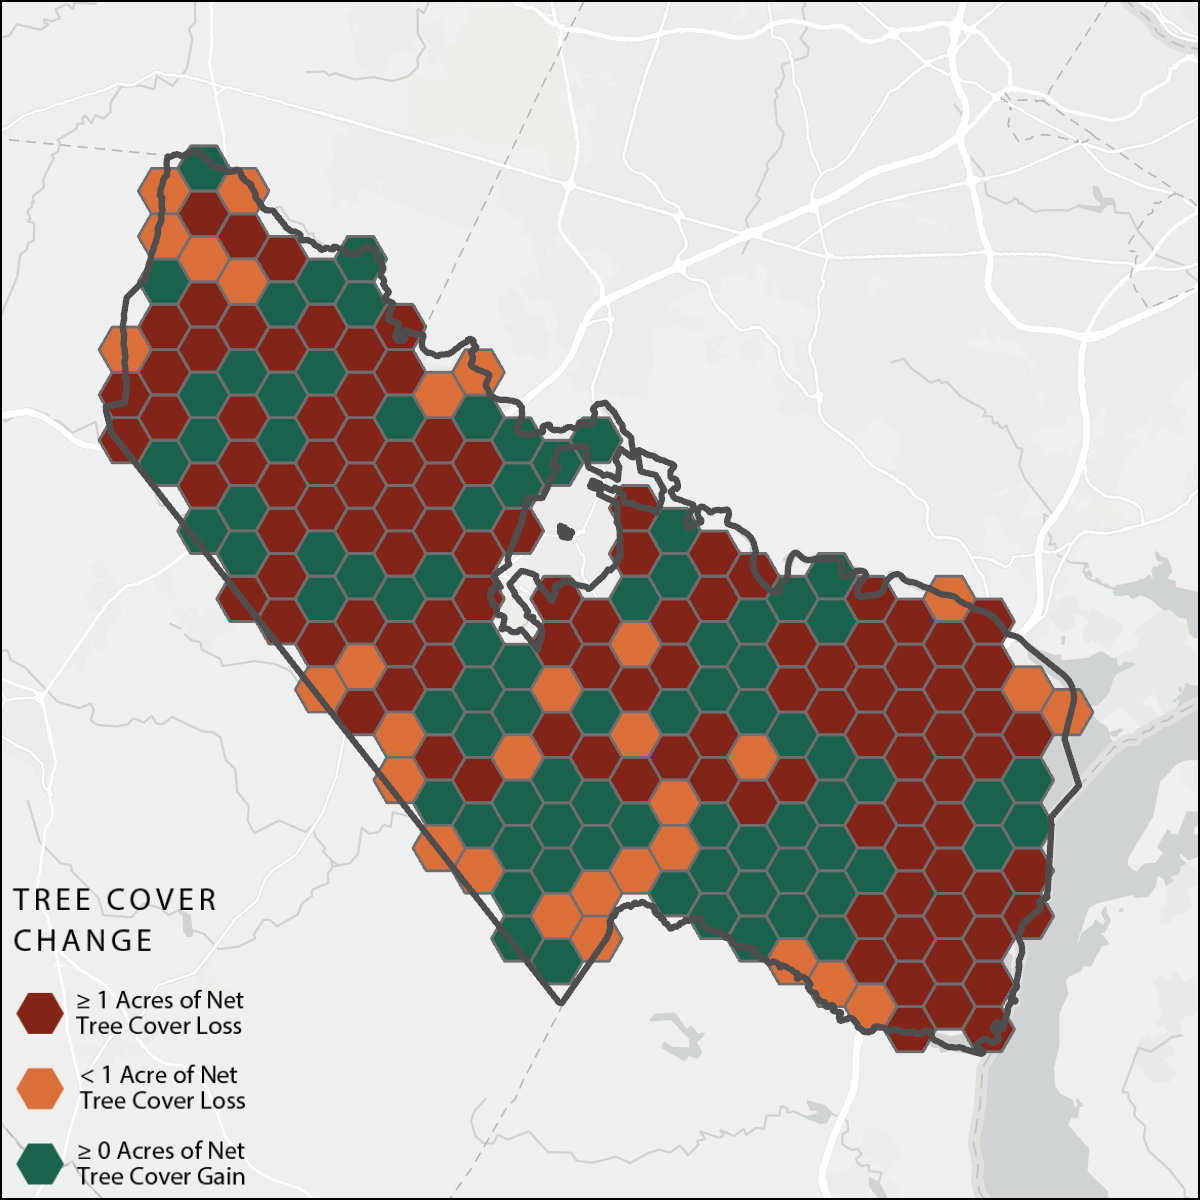 TREE COVER
CHANGE
≥ 1 Acres of Net
Tree Cover Loss
< 1 Acre of Net
Tree Cover Loss
≥ 0 Acres of Net
Tree Cover Gain